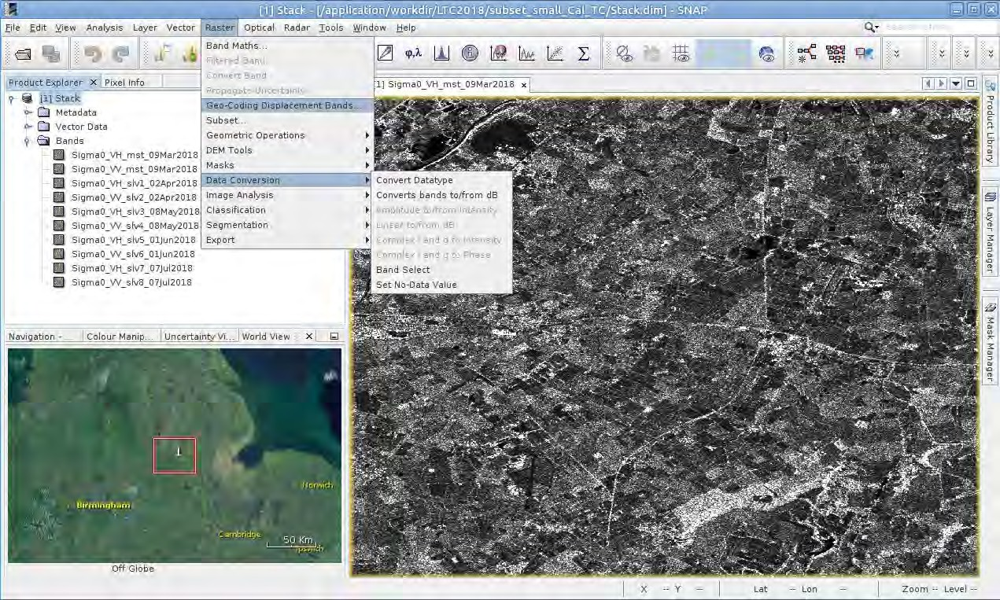 [1] Stack - [/application/workdir/LTC2018/subset_small_Cal_TC/Stack.dim] - SNAP
File Edit View Analysis Layer Vector Raster Optical Radar Tools Window Help
φ,λ Σ
Product Explorer Pixel Info
[1] Stack
Metadata
Vector Data
Bands
Sigma0_VH_mst_09Mar2018
Sigma0_VV_mst_09Mar2018
Sigma0_VH_slv1_02Apr2018
Sigma0_VV_slv2_02Apr2018
Sigma0_VH_slv3_08May2018
Sigma0_VV_slv4_08May2018
Sigma0_VH_slv5_01Jun2018
Sigma0_VV_slv6_01Jun2018
Sigma0_VH_slv7_07Jul2018
Sigma0_VV_slv8_07Jul2018
Band Maths...
Filtered Band...
Convert Band
Propagate Uncertainty...
Geo-Coding Displacement Bands...
Subset...
Geometric Operations
DEM Tools
Masks
Data Conversion
Image Analysis
Classification
Segmentation
Export
Convert Datatype
Converts bands to/from dB
Amplitude to/from Intensity
Linear to/from dB
Complex i and q to Intensity
Complex i and q to Phase
Band Select
Set No-Data Value
1] Sigma0_VH_mst_09Mar2018
Product Library
Layer Manager
Mask Manager
Navigation - ... Colour Manip... Uncertainty Vi... World View
Norwich
Birmingham
Cambridge
50 Km
Ipswich
Off Globe
X -- Y -- Lat -- Lon -- Zoom -- Level --